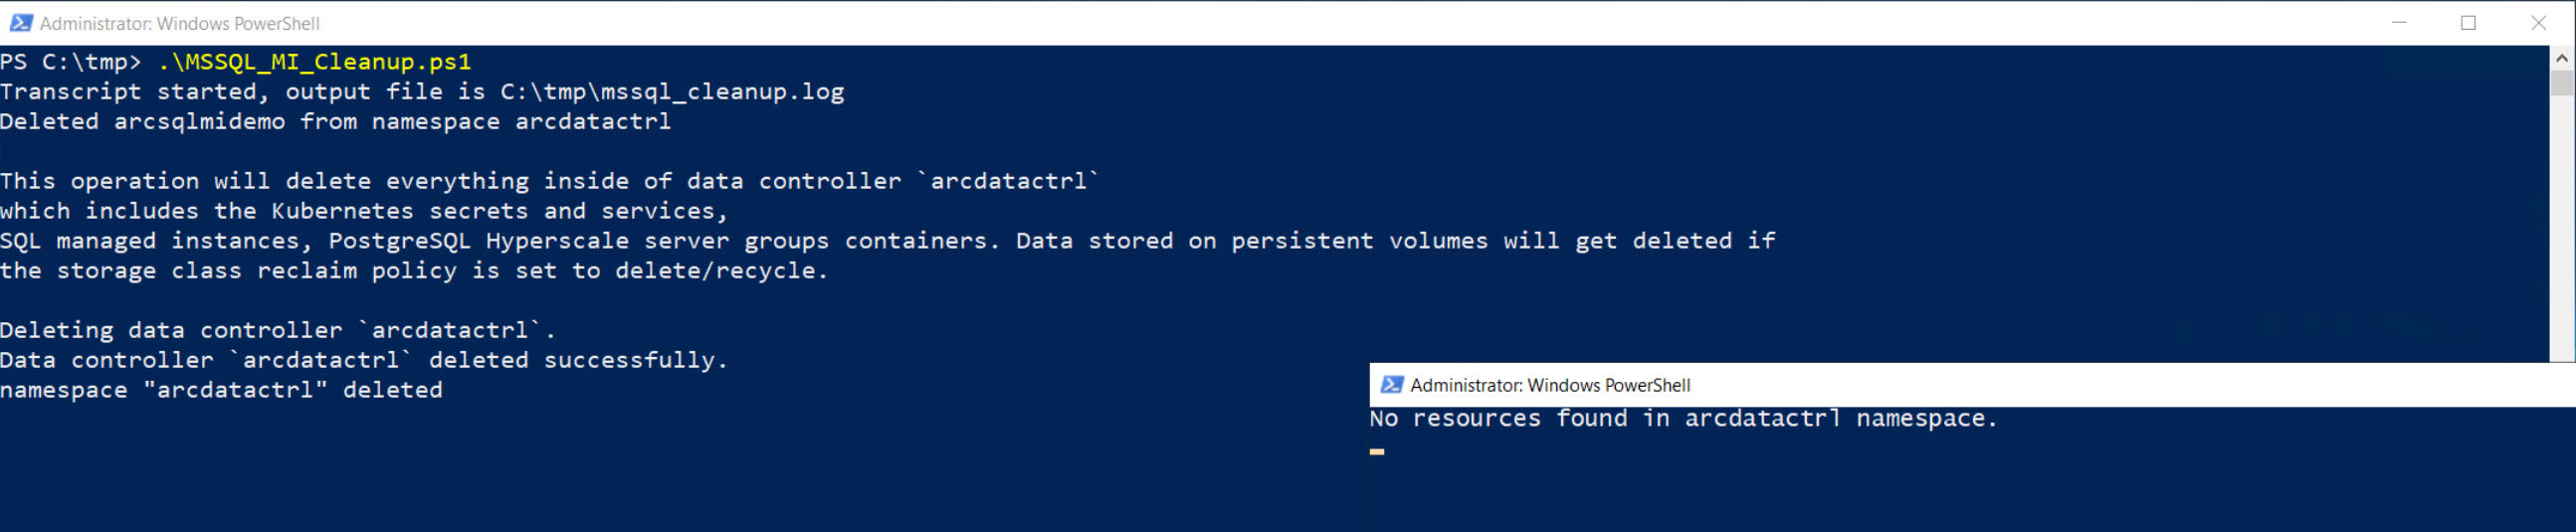 Administrator: Windows PowerShell
PS C:\tmp> .\MSSQL_MI_Cleanup.ps1
Transcript started, output file is C:\tmp\mssql_cleanup.log
Deleted arcsqlmidemo from namespace arcdatactrl
This operation will delete everything inside of data controller `arcdatactrl`
which includes the Kubernetes secrets and services,
SQL managed instances, PostgreSQL Hyperscale server groups containers. Data stored on persistent volumes will get deleted if
the storage class reclaim policy is set to delete/recycle.
Deleting data controller `arcdatactrl`.
Data controller `arcdatactrl` deleted successfully.
namespace "arcdatactrl" deleted
Administrator: Windows PowerShell
No resources found in arcdatactrl namespace.